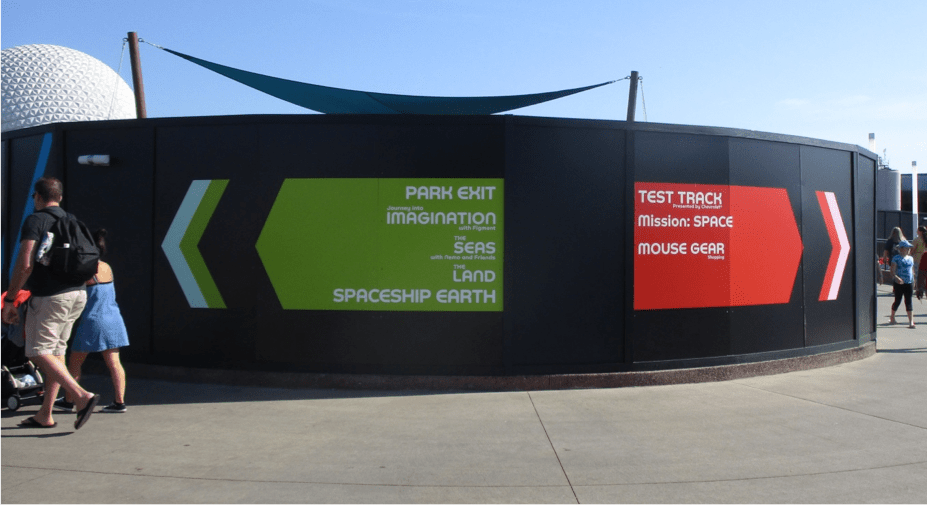 PARK EXIT
Journey into
IMAGINATION
with Figment
THE
SEAS
with Nemo and Friends
THE
LAND
SPACESHIP EARTH
TEST TRACK
Presented by Chevrolet
Mission: SPACE
MOUSE GEAR
Shopping